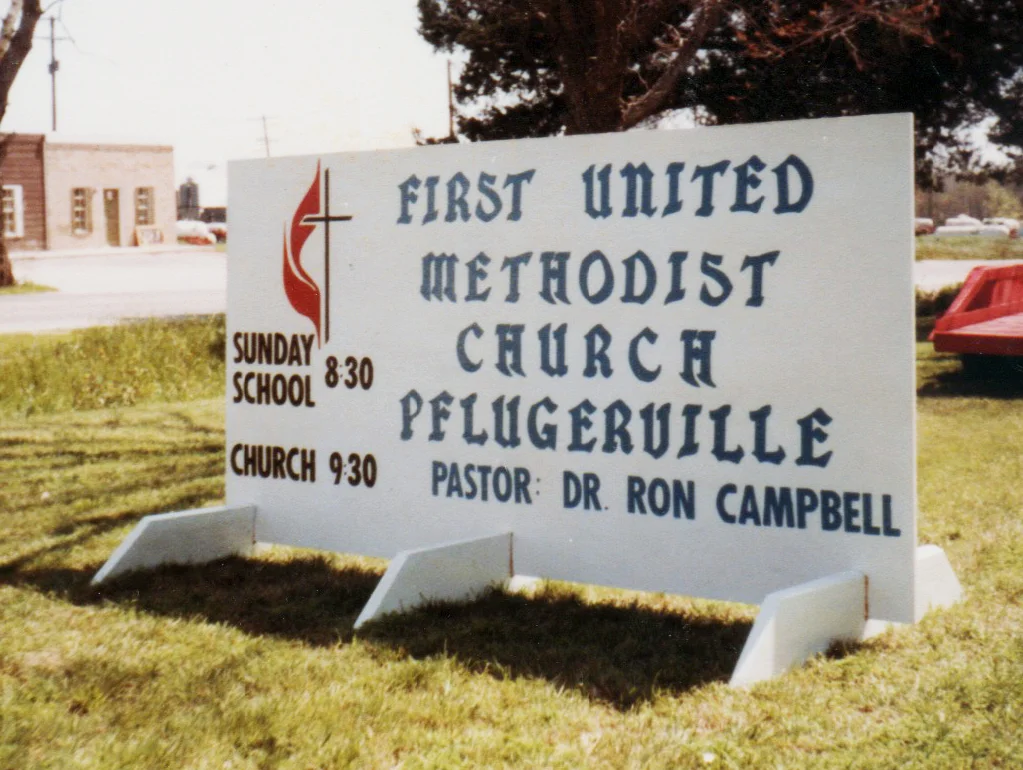 FIRST UNITED
METHODIST
CHURCH
PFLUGERVILLE
PASTOR: DR. RON CAMPBELL
SUNDAY
SCHOOL 8:30
CHURCH 9:30